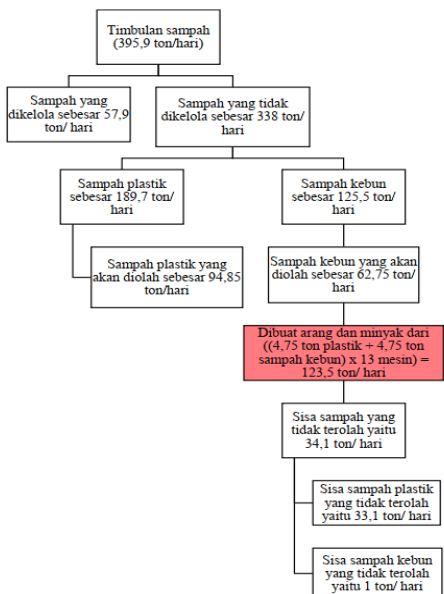 Timbulan sampah
(395,9 ton/hari)
Sampah yang
dikelola sebesar 57,9
ton/ hari
Sampah yang tidak
dikelola sebesar 338 ton/
hari
Sampah plastik
sebesar 189,7 ton/
hari
Sampah kebun
sebesar 125,5 ton/
hari
Sampah plastik yang
akan diolah sebesar 94,85
ton/hari
Sampah kebun yang akan
diolah sebesar 62,75 ton/
hari
Dibuat arang dan minyak dari
((4,75 ton plastik + 4,75 ton
sampah kebun) x 13 mesin) =
123,5 ton/ hari
Sisa sampah yang
tidak terolah yaitu
34,1 ton/ hari
Sisa sampah plastik
yang tidak terolah
yaitu 33,1 ton/ hari
Sisa sampah kebun
yang tidak terolah
yaitu 1 ton/ hari